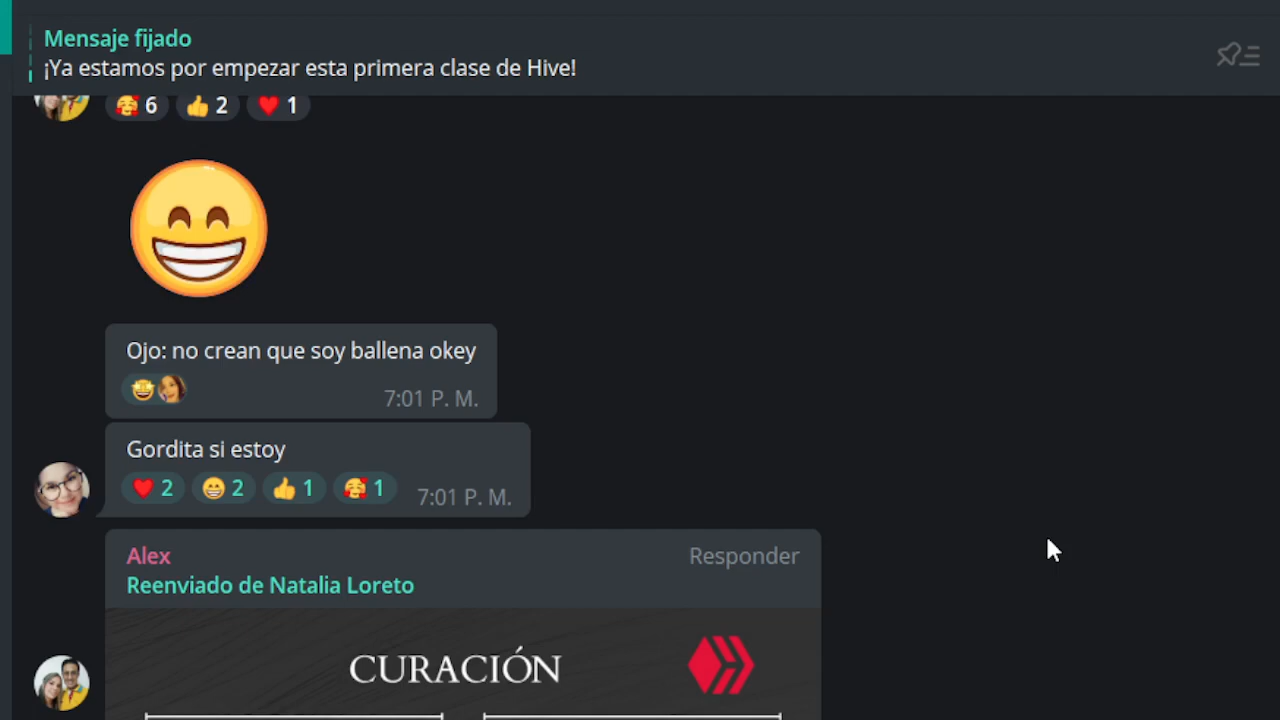 Mensaje fijado
¡Ya estamos por empezar esta primera clase de Hive!
6 2 1
Ojo: no crean que soy ballena okey
7:01 P. M.
Gordita si estoy
2 2 1 1 7:01 P. M.
Alex Responder
Reenviado de Natalia Loreto
CURACIÓN